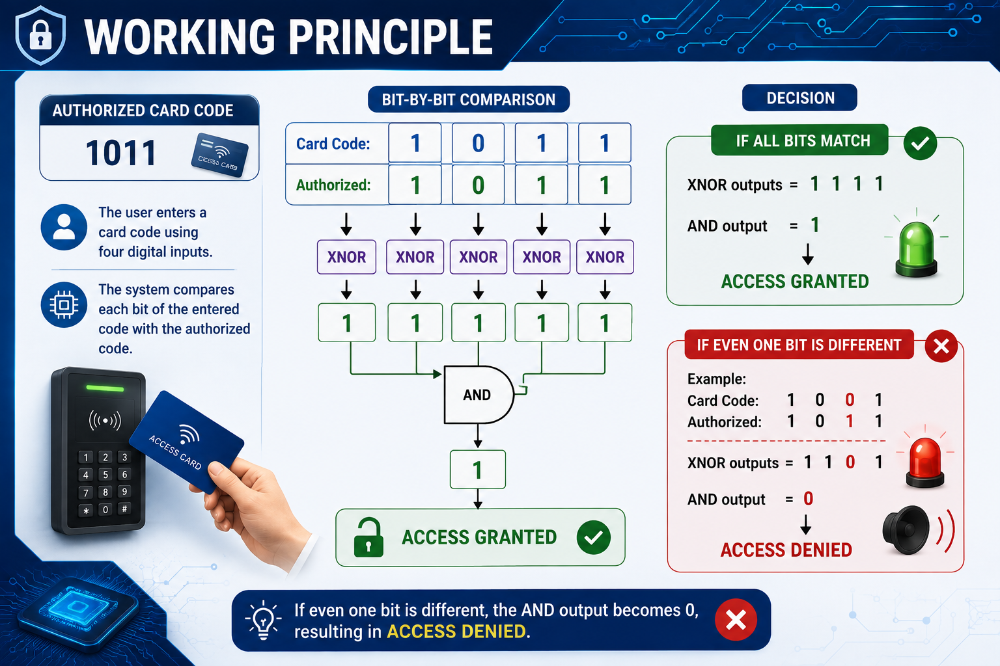 WORKING PRINCIPLE
AUTHORIZED CARD CODE
1011
The user enters a
card code using
four digital inputs.
The system compares
each bit of the entered
code with the authorized
code.
1 2 3
4 5 6
7 8 9
* 0 #
ACCESS CARD
BIT-BY-BIT COMPARISON
Card Code: 1 0 1 1
Authorized: 1 0 1 1
XNOR XNOR XNOR XNOR XNOR
1 1 1 1 1
AND
1
ACCESS GRANTED
DECISION
IF ALL BITS MATCH
XNOR outputs = 1 1 1 1
AND output = 1
ACCESS GRANTED
IF EVEN ONE BIT IS DIFFERENT
Example:
Card Code: 1 0 0 1
Authorized: 1 0 1 1
XNOR outputs = 1 1 0 1
AND output = 0
ACCESS DENIED
If even one bit is different, the AND output becomes 0,
resulting in ACCESS DENIED.